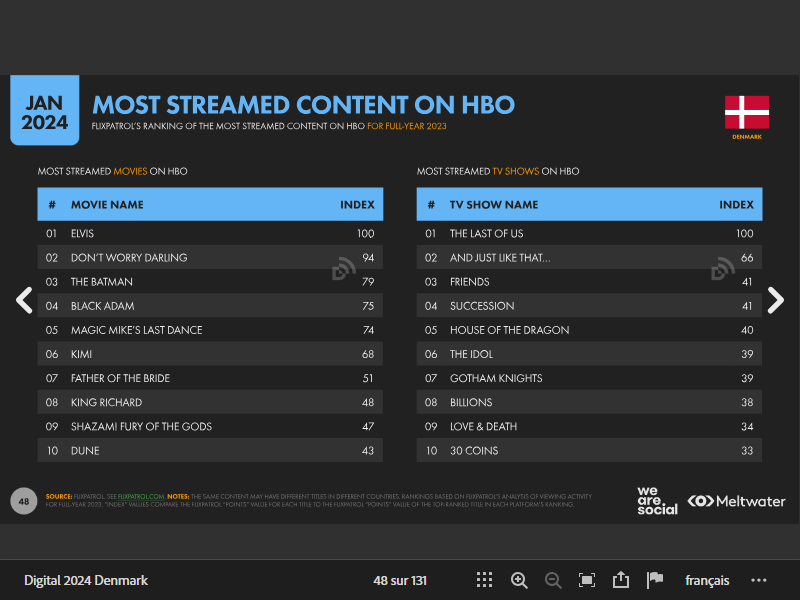 JAN
2024
MOST STREAMED CONTENT ON HBO
FLIXPATROL'S RANKING OF THE MOST STREAMED CONTENT ON HBO FOR FULL-YEAR 2023
DENMARK
MOST STREAMED MOVIES ON HBO
# MOVIE NAME INDEX
01 ELVIS 100
02 DON'T WORRY DARLING 94
03 THE BATMAN 79
04 BLACK ADAM 75
05 MAGIC MIKE'S LAST DANCE 74
06 KIMI 68
07 FATHER OF THE BRIDE 51
08 KING RICHARD 48
09 SHAZAM! FURY OF THE GODS 47
10 DUNE 43
MOST STREAMED TV SHOWS ON HBO
# TV SHOW NAME INDEX
01 THE LAST OF US 100
02 AND JUST LIKE THAT... 66
03 FRIENDS 41
04 SUCCESSION 41
05 HOUSE OF THE DRAGON 40
06 THE IDOL 39
07 GOTHAM KNIGHTS 39
08 BILLIONS 38
09 LOVE & DEATH 34
10 30 COINS 33
48
SOURCE: FLIXPATROL. SEE FLIXPATROL.COM. NOTES: THE SAME CONTENT MAY HAVE DIFFERENT TITLES IN DIFFERENT COUNTRIES. RANKINGS BASED ON FLIXPATROL'S ANALYSIS OF VIEWING ACTIVITY
FOR FULL-YEAR 2023. "INDEX" VALUES COMPARE THE FLIXPATROL "POINTS" VALUE FOR EACH TITLE TO THE FLIXPATROL "POINTS" VALUE OF THE TOP-RANKED TITLE IN EACH PLATFORM'S RANKING.
we
are
social
Meltwater
Digital 2024 Denmark
48 sur 131
français